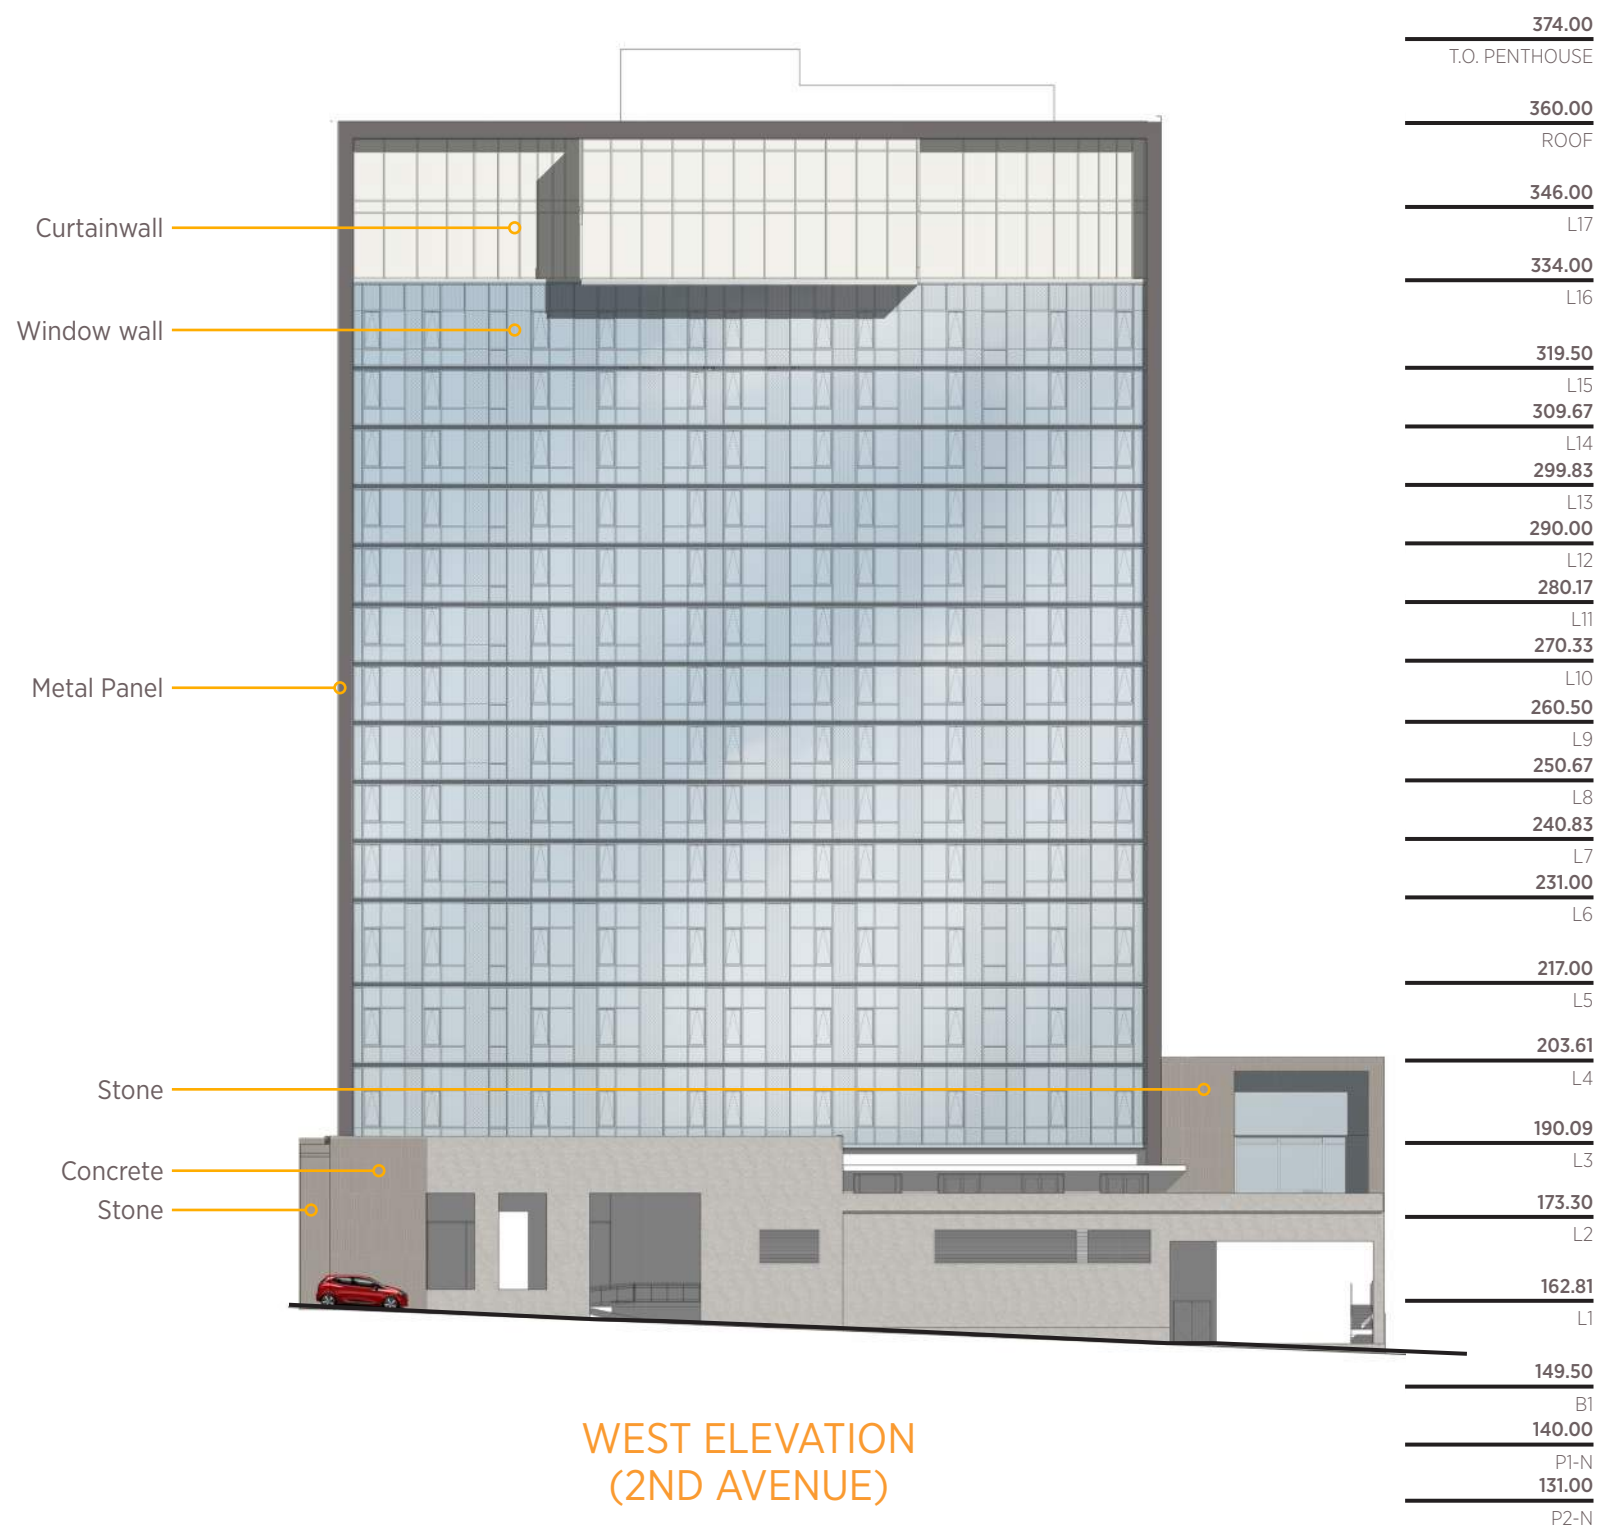 374.00
T.O. PENTHOUSE
360.00
ROOF
346.00
L17
Curtainwall
334.00
L16
Window wall
319.50
L15
309.67
L14
299.83
L13
290.00
L12
280.17
L11
270.33
L10
Metal Panel
260.50
L9
250.67
L8
240.83
L7
231.00
L6
217.00
L5
203.61
L4
Stone
190.09
L3
Concrete
173.30
Stone
L2
162.81
L1
149.50
B1
140.00
P1-N
131.00
P2-N
WEST ELEVATION
(2ND AVENUE)